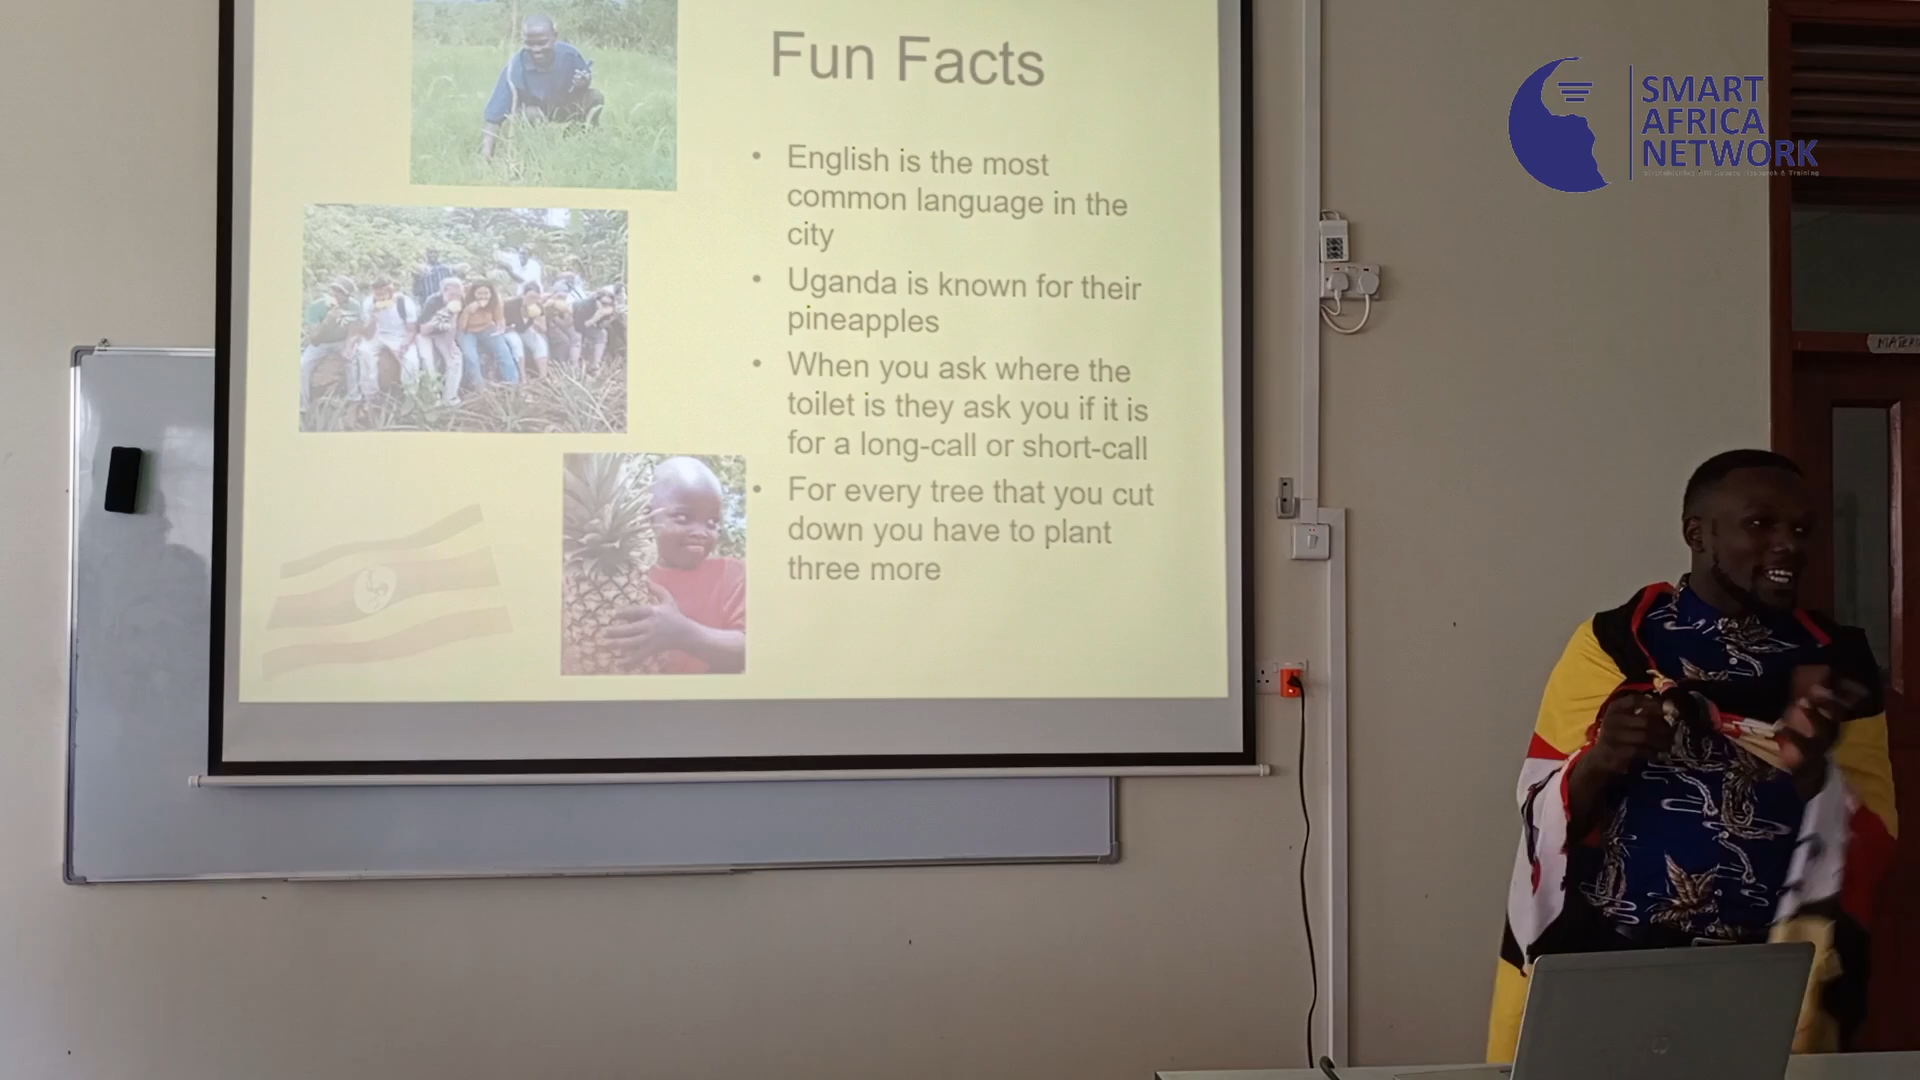 Fun Facts
• English is the most
common language in the
city
• Uganda is known for their
pineapples
• When you ask where the
toilet is they ask you if it is
for a long-call or short-call
• For every tree that you cut
down you have to plant
three more
SMART
AFRICA
NETWORK